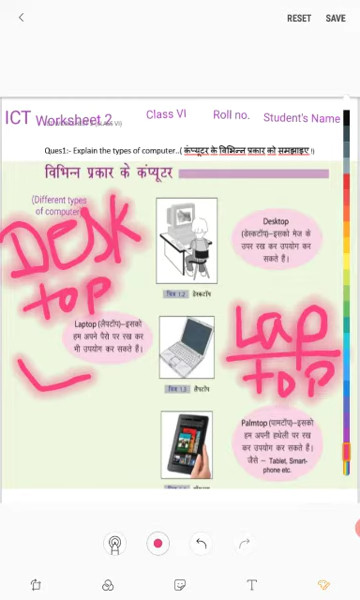 RESET SAVE
ICT Worksheet 2 Class VI Roll no. Student's Name
Ques1:- Explain the types of computer..( कंप्यूटर के विभिन्न प्रकार को समझाइए !)
विभिन्न प्रकार के कंप्यूटर
(Different types
of computer)
DESK
top
Desktop
(डेस्कटॉप)–इसको मेज के
उपर रख कर उपयोग कर
सकते हैं।
चित्र 1.2 डेस्कटॉप
Laptop (लैपटॉप)–इसको
हम अपने पैरो पर रख कर
भी उपयोग कर सकते हैं।
चित्र 1.3 लैपटॉप
Lap
top
Palmtop (पामटॉप)–इसको
हम अपनी हथेली पर रख
कर उपयोग कर सकते हैं।
जैसे – Tablet, Smart-
phone etc.
T